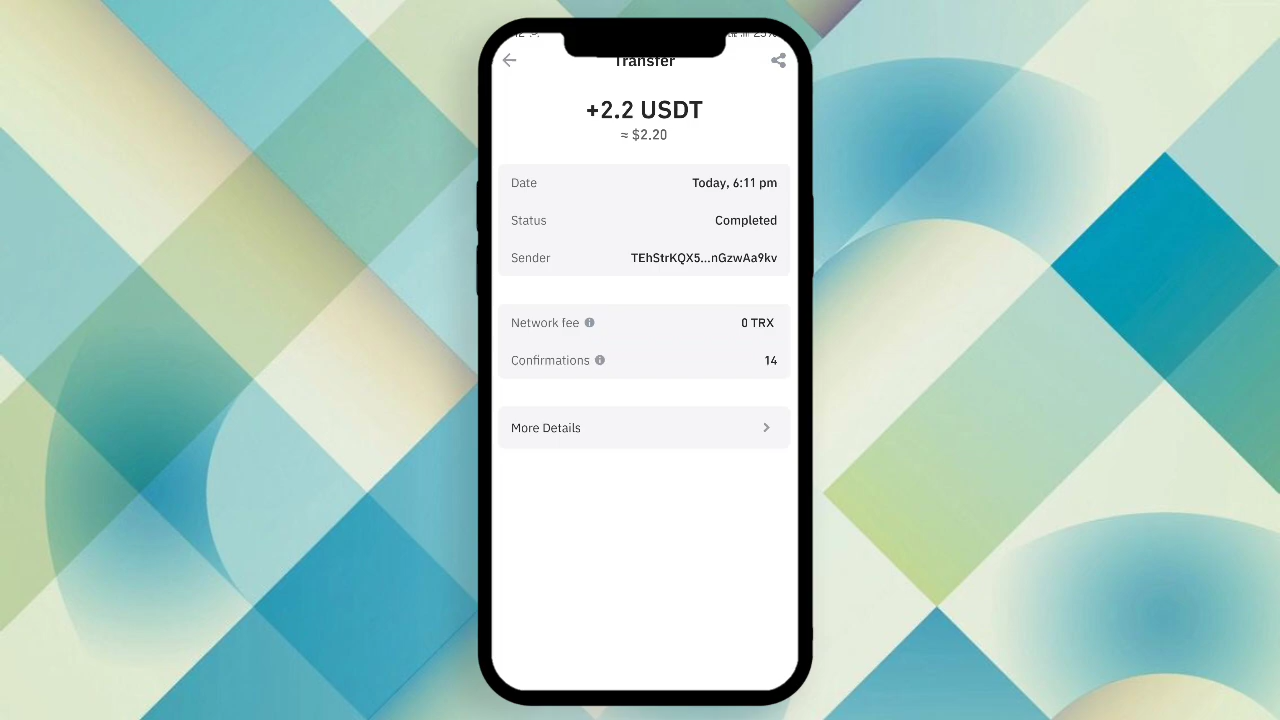 Transfer
+2.2 USDT
≈ $2.20
Date Today, 6:11 pm
Status Completed
Sender TEhStrKQX5...nGzwAa9kv
Network fee 0 TRX
Confirmations 14
More Details